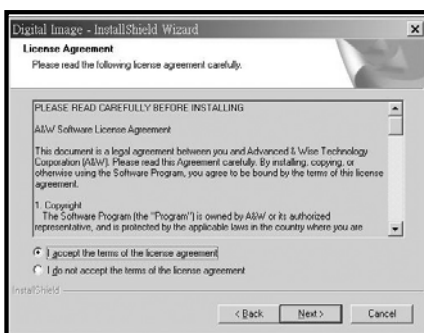 Digital Image - InstallShield Wizard
License Agreement
Please read the following license agreement carefully.
PLEASE READ CAREFULLY BEFORE INSTALLING
A&W Software License Agreement
This document is a legal agreement between you and Advanced & Wise Technology
Corporation (A&W). Please read this Agreement carefully. By installing, copying, or
otherwise using the Software Program, you agree to be bound by the terms of this license
agreement.
1. Copyright
The Software Program (the "Program") is owned by A&W or its authorized
representative, and is protected by the applicable laws in the country where you are
I accept the terms of the license agreement
I do not accept the terms of the license agreement
InstallShield
< Back Next > Cancel